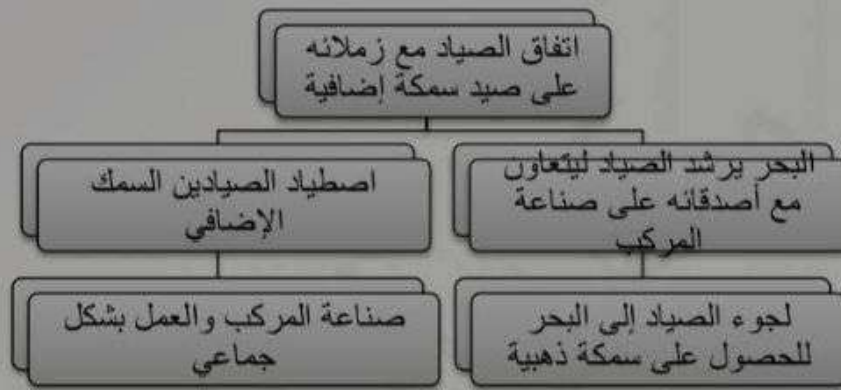 اتفاق الصياد مع زملائه
على صيد سمكة إضافية
البحر يرشد الصياد ليتعاون
مع أصدقائه على صناعة
المركب
اصطياد الصيادين السمك
الإضافي
لجوء الصياد إلى البحر
للحصول على سمكة ذهبية
صناعة المركب والعمل بشكل
جماعي